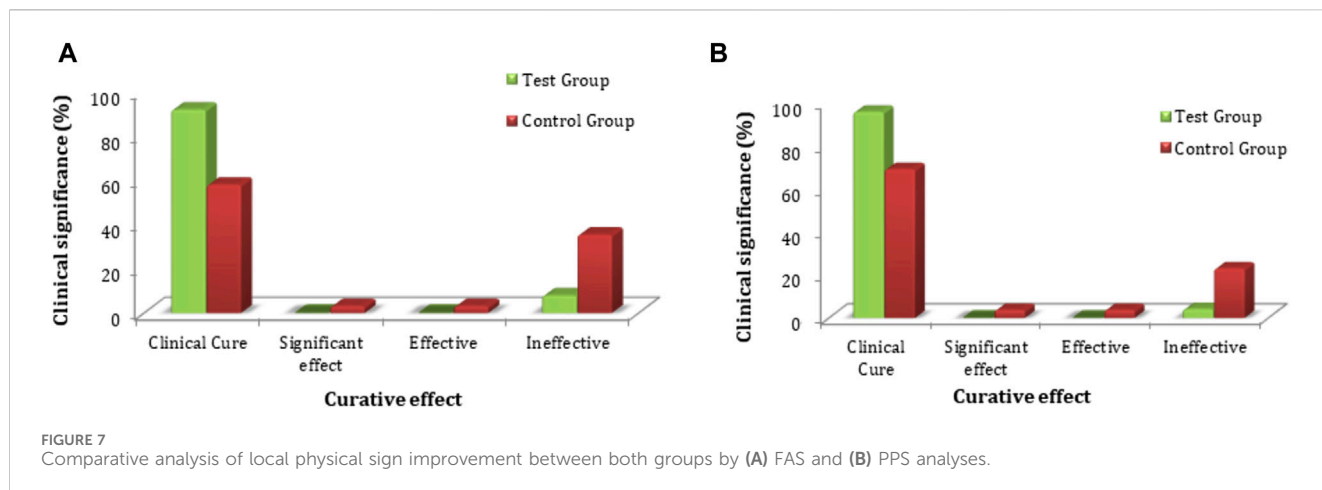 A
Clinical significance (%)
100
80
60
40
20
0
Test Group
Control Group
Clinical Cure
Significant
effect
Effective
Ineffective
Curative effect
B
Clinical significance (%)
100
80
60
40
20
0
Test Group
Control Group
Clinical
Cure
Significant
effect
Effective
Ineffective
Curative effect
FIGURE 7
Comparative analysis of local physical sign improvement between both groups by (A) FAS and (B) PPS analyses.